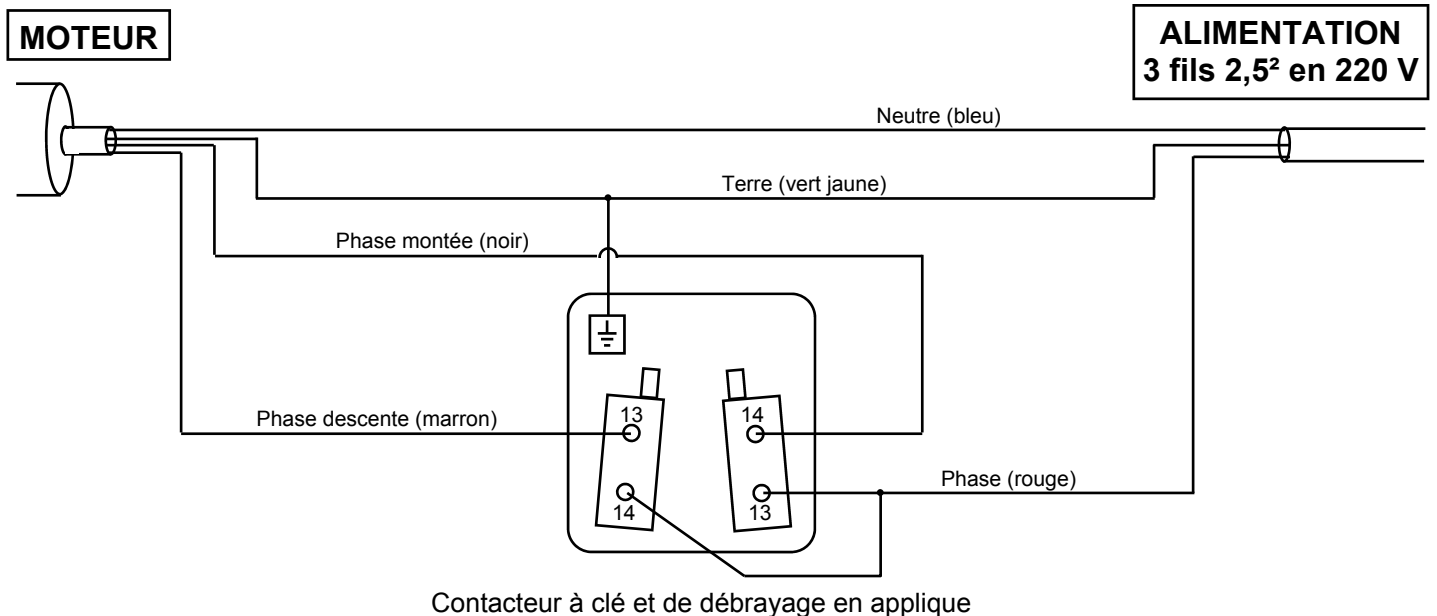 MOTEUR
ALIMENTATION
3 fils 2,5² en 220 V
Neutre (bleu)
Terre (vert jaune)
Phase montée (noir)
Phase descente (marron)
13
14
14
13
Phase (rouge)
Contacteur à clé et de débrayage en applique